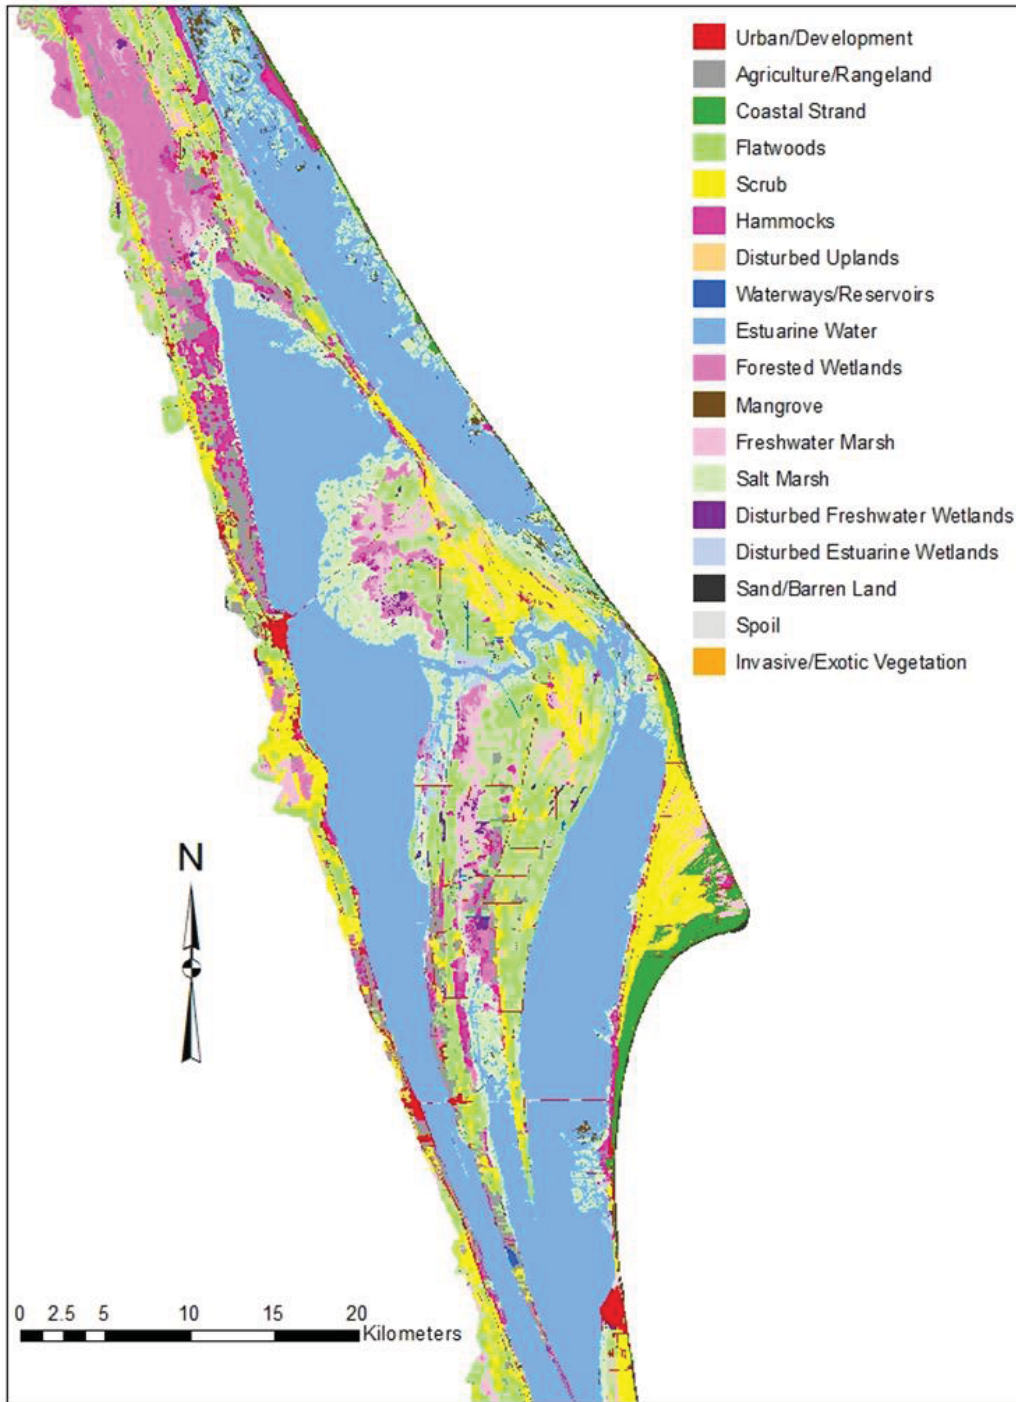 Urban/Development
Agriculture/Rangeland
Coastal Strand
Flatwoods
Scrub
Hammocks
Disturbed Uplands
Waterways/Reservoirs
Estuarine Water
Forested Wetlands
Mangrove
Freshwater Marsh
Salt Marsh
Disturbed Freshwater Wetlands
Disturbed Estuarine Wetlands
Sand/Barren Land
Spoil
Invasive/Exotic Vegetation
N
0 2.5 5 10 15 20
Kilometers